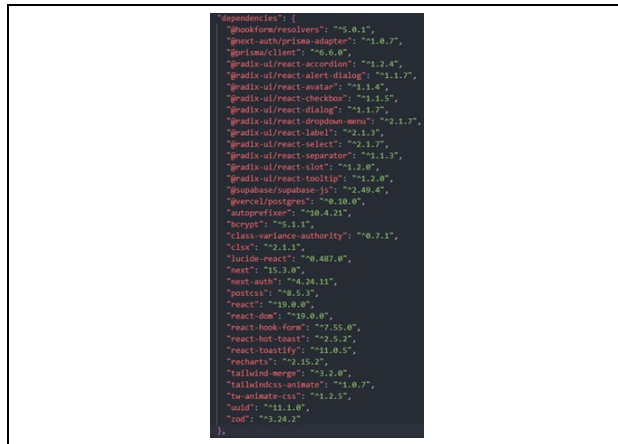 "dependencies": {
"@hookform/resolvers": "^5.0.1",
"@next-auth/prisma-adapter": "^1.0.7",
"@prisma/client": "^6.6.0",
"@radix-ui/react-accordion": "^1.2.4",
"@radix-ui/react-alert-dialog": "^1.1.7",
"@radix-ui/react-avatar": "^1.1.4",
"@radix-ui/react-checkbox": "^1.1.5",
"@radix-ui/react-dialog": "^1.1.7",
"@radix-ui/react-dropdown-menu": "^2.1.7",
"@radix-ui/react-label": "^2.1.3",
"@radix-ui/react-select": "^2.1.7",
"@radix-ui/react-separator": "^1.1.3",
"@radix-ui/react-slot": "^1.2.0",
"@radix-ui/react-tooltip": "^1.2.0",
"@supabase/supabase-js": "^2.49.4",
"@vercel/postgres": "^0.10.0",
"autoprefixer": "^10.4.21",
"bcrypt": "^5.1.1",
"class-variance-authority": "^0.7.1",
"clsx": "^2.1.1",
"lucide-react": "^0.487.0",
"next": "15.3.0",
"next-auth": "^4.24.11",
"postcss": "^8.5.3",
"react": "^19.0.0",
"react-dom": "^19.0.0",
"react-hook-form": "^7.55.0",
"react-hot-toast": "^2.5.2",
"react-toastify": "^11.0.5",
"recharts": "^2.15.2",
"tailwind-merge": "^3.2.0",
"tailwindcss-animate": "^1.0.7",
"tw-animate-css": "^1.2.5",
"uuid": "^11.1.0",
"zod": "^3.24.2"
},